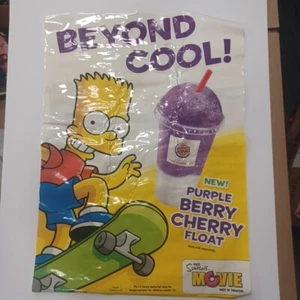 BEYOND
COOL!
NEW!
PURPLE
BERRY
CHERRY
FLOAT
THE
Simpsons
MOVIE